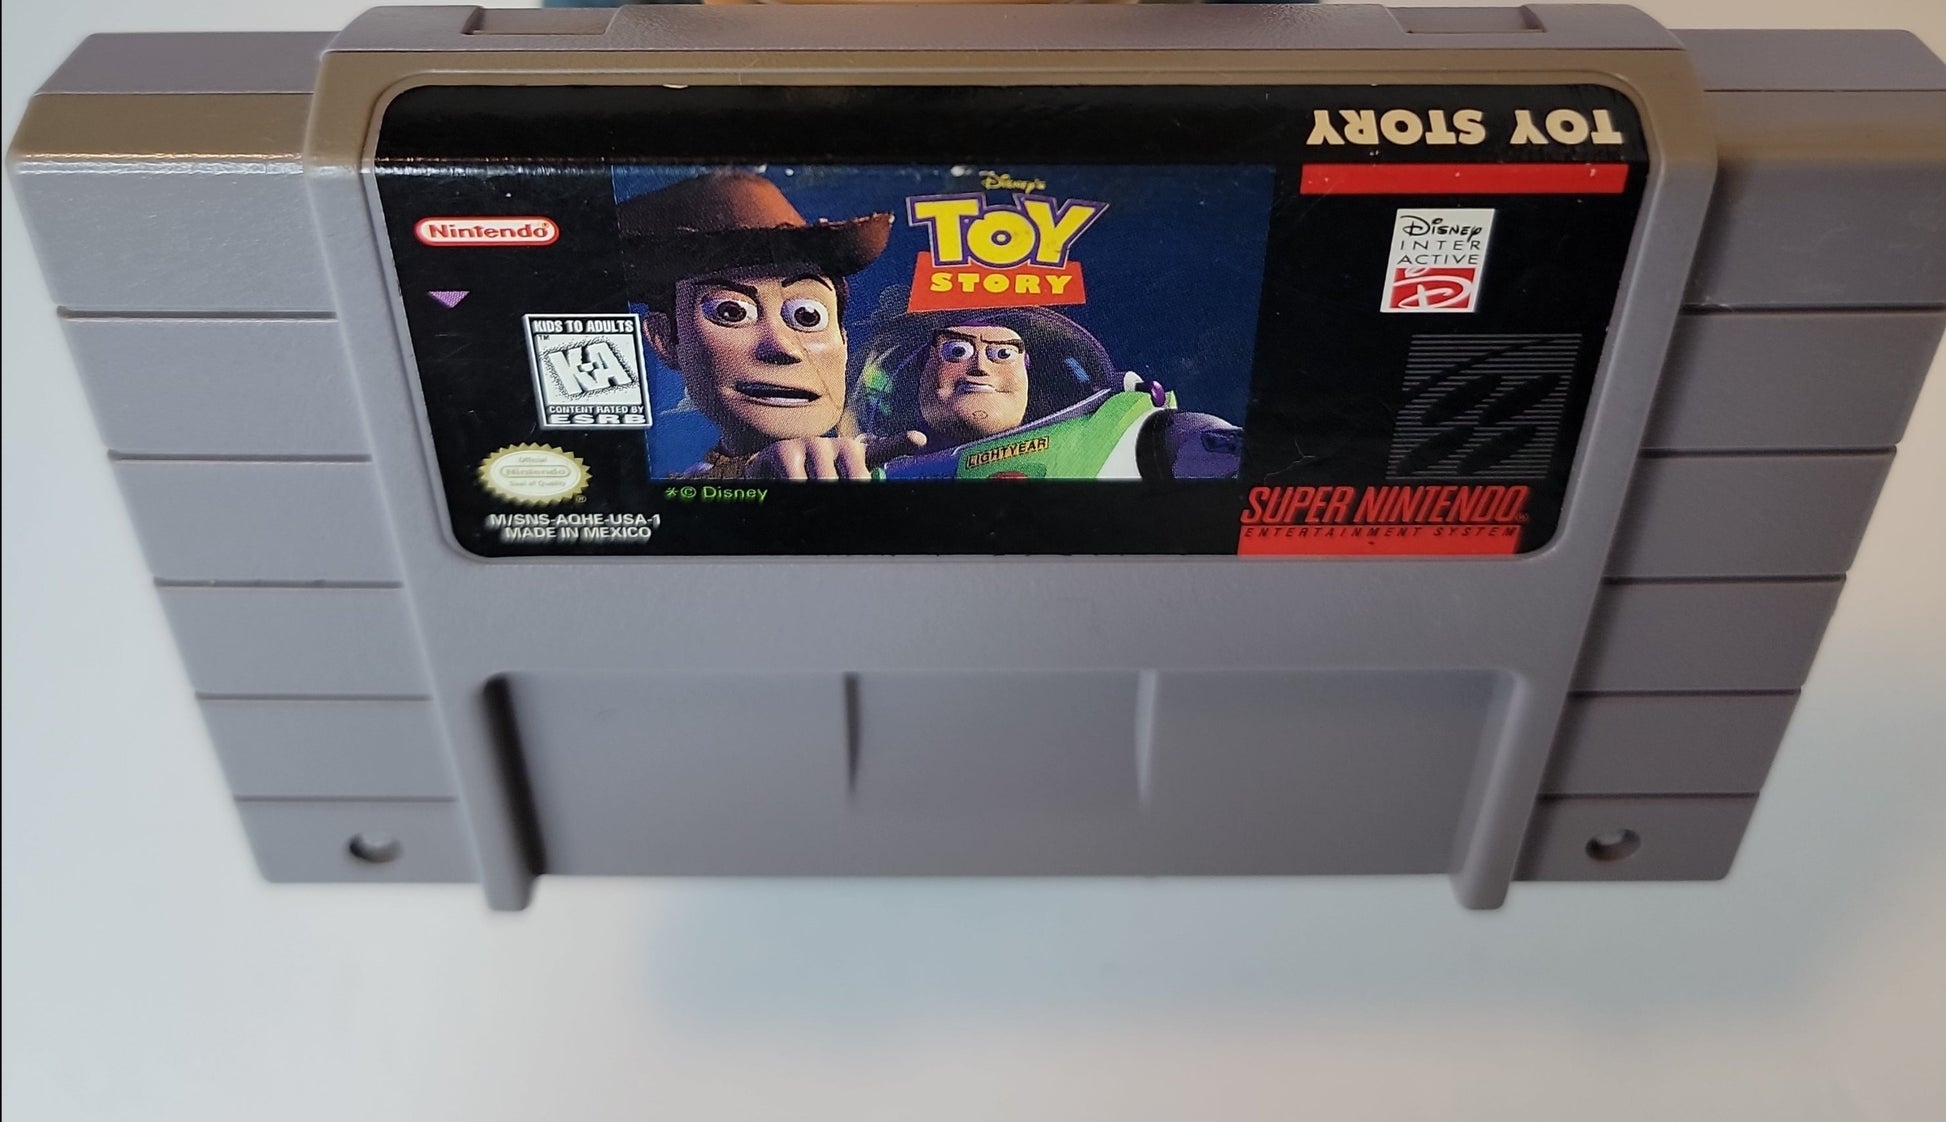 TOY STORY
Nintendo®
Disney's
TOY
STORY
DISNEY
INTER
ACTIVE
D
KIDS TO ADULTS
™
K-A
CONTENT RATED BY
ESRB
LIGHTYEAR
Official
Nintendo
Seal of Quality
®
*© Disney
M/SNS-AQHE-USA-1
MADE IN MEXICO
SUPER NINTENDO®
ENTERTAINMENT SYSTEM